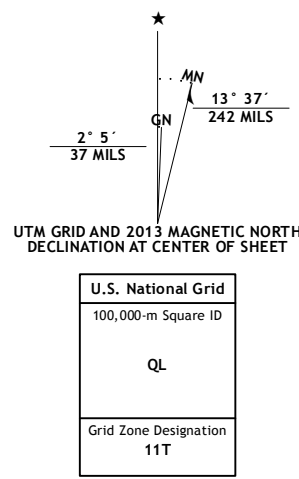 ★
MN
GN
13° 37´
242 MILS
2° 5´
37 MILS
UTM GRID AND 2013 MAGNETIC NORTH
DECLINATION AT CENTER OF SHEET
U.S. National Grid
100,000-m Square ID
QL
Grid Zone Designation
11T